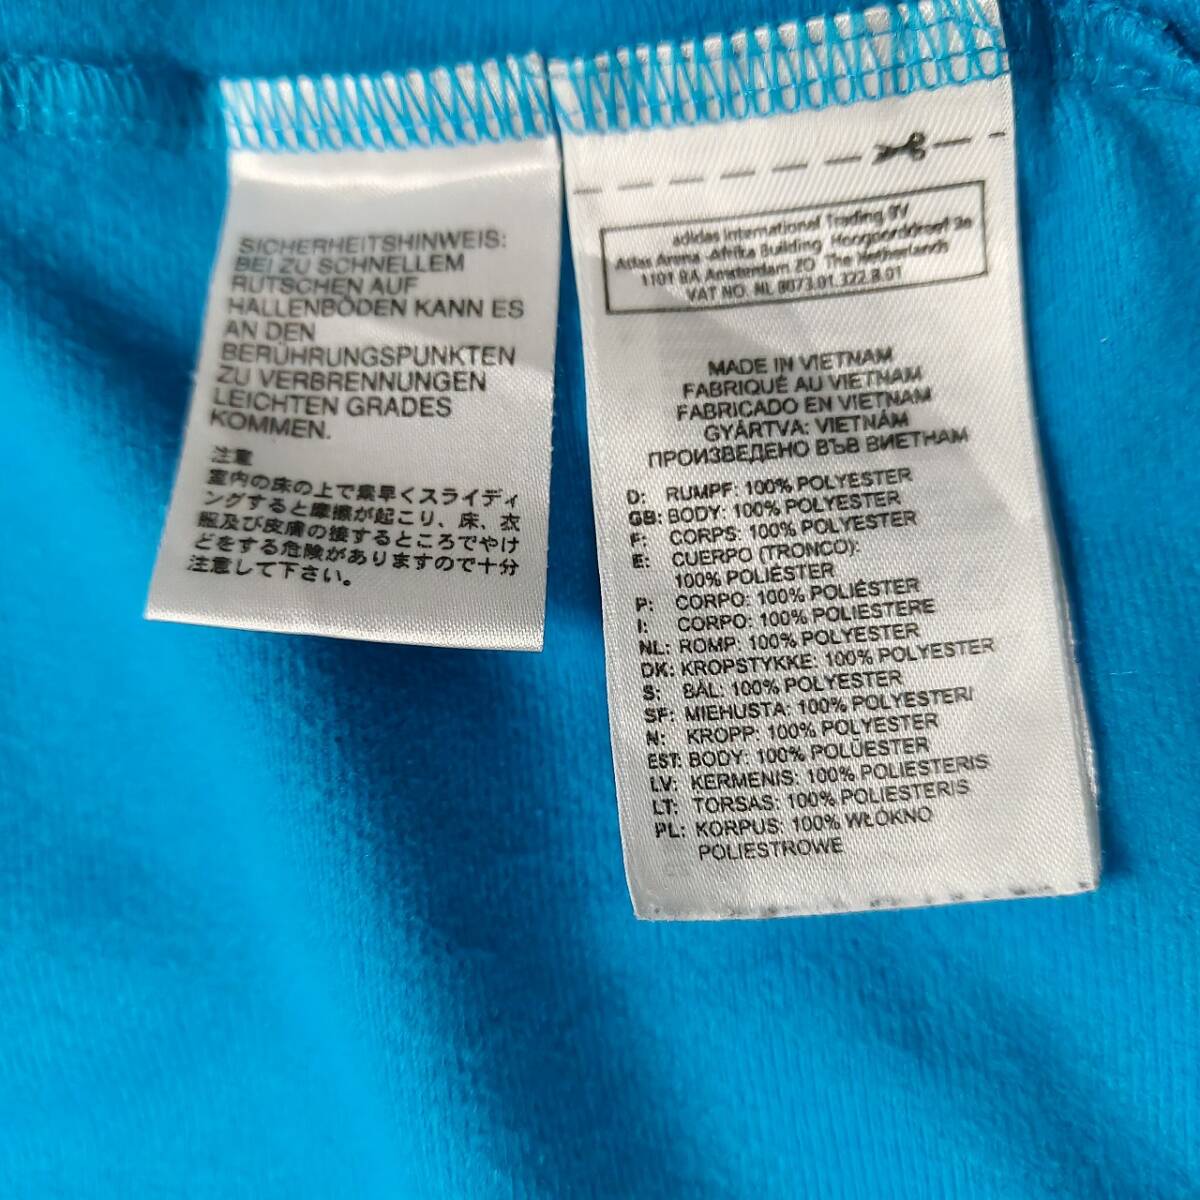 SICHERHEITSHINWEIS:
BEI ZU SCHNELLEM
RUTSCHEN AUF
HALLENBÖDEN KANN ES
AN DEN
BERÜHRUNGSPUNKTEN
ZU VERBRENNUNGEN
LEICHTEN GRADES
KOMMEN.
注意
室内の床の上で素早くスライディ
ングすると摩擦が起こり、床、衣
服及び皮膚の接するところでやけ
どをする危険がありますので十分
注意して下さい。
adidas International Trading BV
Atlas Arena -Afrika Building Hoogoorddreef 9a
1101 BA Amsterdam ZO The Netherlands
VAT NO. NL 8073.01.322.B.01
MADE IN VIETNAM
FABRIQUÉ AU VIETNAM
FABRICADO EN VIETNAM
GYÁRTVA: VIETNÁM
ПРОИЗВЕДЕНО ВЪВ ВИЕТНАМ
D: RUMPF: 100% POLYESTER
GB: BODY: 100% POLYESTER
F: CORPS: 100% POLYESTER
E: CUERPO (TRONCO):
100% POLIÉSTER
P: CORPO: 100% POLIÉSTER
I: CORPO: 100% POLIESTERE
NL: ROMP: 100% POLYESTER
DK: KROPSTYKKE: 100% POLYESTER
S: BÅL: 100% POLYESTER
SF: MIEHUSTA: 100% POLYESTERI
N: KROPP: 100% POLYESTER
EST: BODY: 100% POLÜESTER
LV: KERMENIS: 100% POLIESTERIS
LT: TORSAS: 100% POLIESTERIS
PL: KORPUS: 100% WŁOKNO
POLIESTROWE